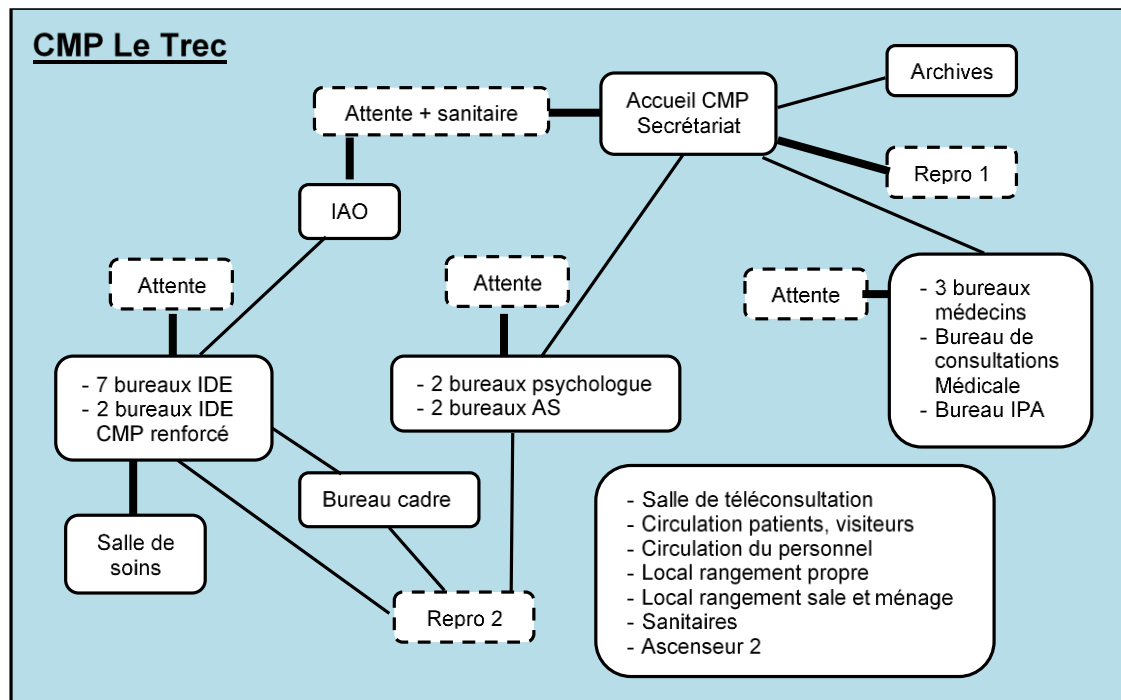 CMP Le Trec
Archives
Accueil CMP
Secrétariat
Attente + sanitaire
Repro 1
IAO
Attente
Attente
Attente
- 3 bureaux
médecins
- Bureau de
consultations
Médicale
- Bureau IPA
- 7 bureaux IDE
- 2 bureaux IDE
CMP renforcé
- 2 bureaux psychologue
- 2 bureaux AS
Bureau cadre
Salle de
soins
Repro 2
- Salle de téléconsultation
- Circulation patients, visiteurs
- Circulation du personnel
- Local rangement propre
- Local rangement sale et ménage
- Sanitaires
- Ascenseur 2